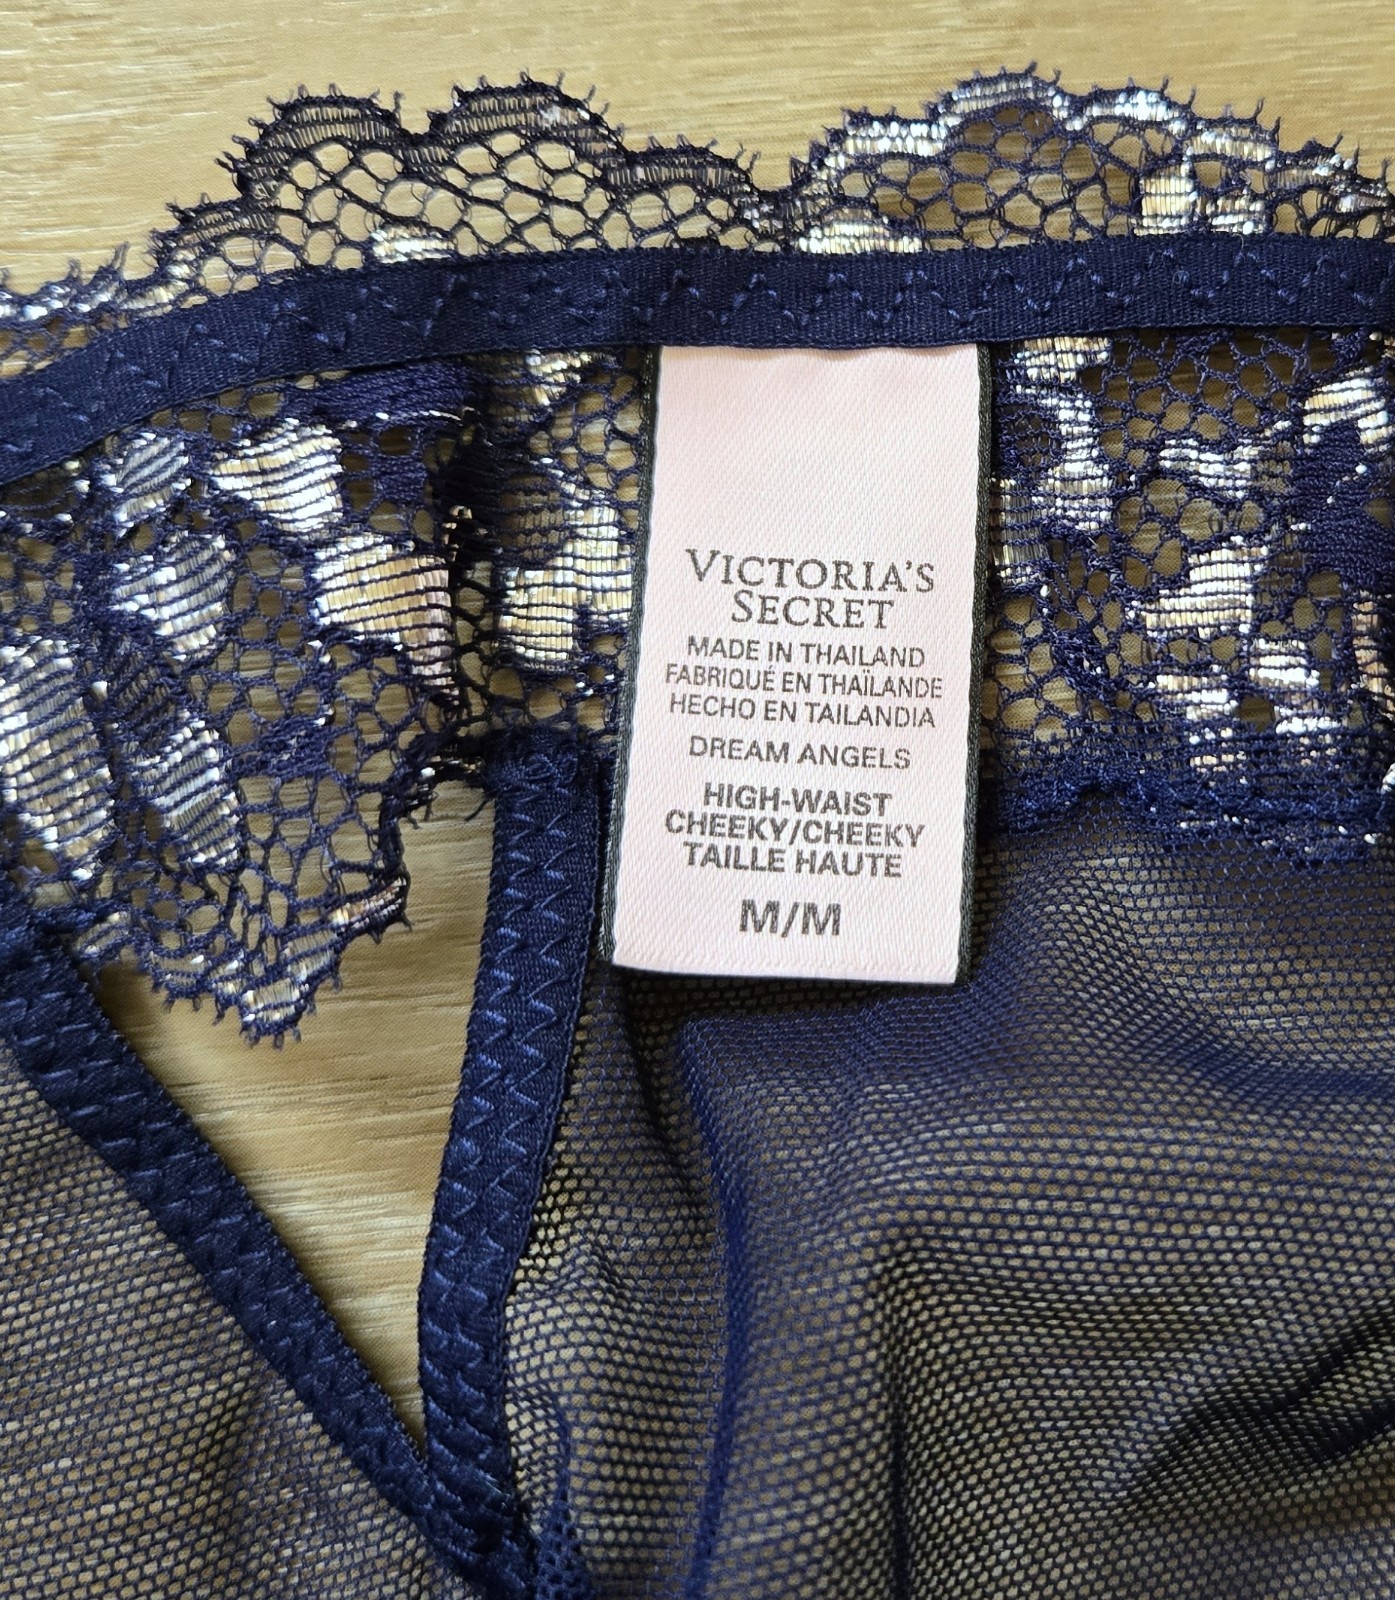 VICTORIA'S
SECRET
MADE IN THAILAND
FABRIQUÉ EN THAÏLANDE
HECHO EN TAILANDIA
DREAM ANGELS
HIGH-WAIST
CHEEKY/CHEEKY
TAILLE HAUTE
M/M